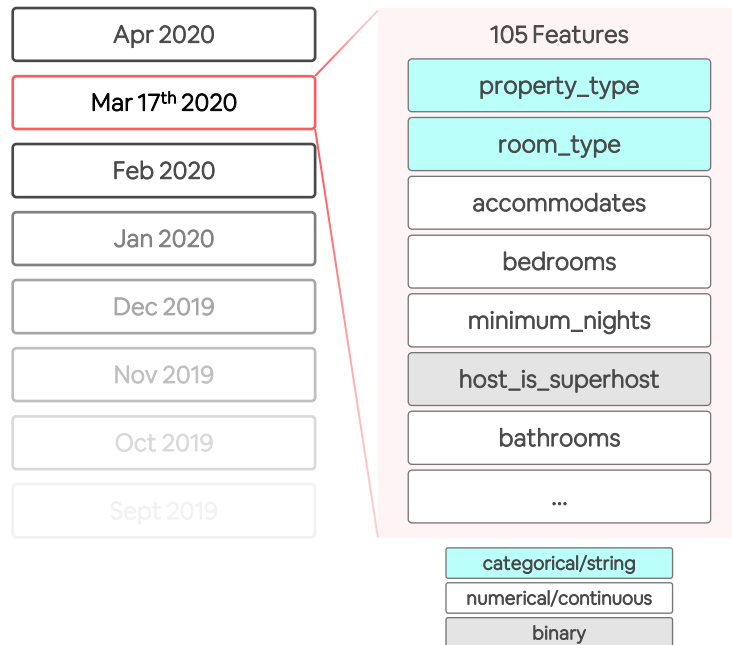 Apr 2020
Mar 17th 2020
Feb 2020
Jan 2020
Dec 2019
Nov 2019
Oct 2019
Sept 2019
105 Features
property_type
room_type
accommodates
bedrooms
minimum_nights
host_is_superhost
bathrooms
...
categorical/string
numerical/continuous
binary